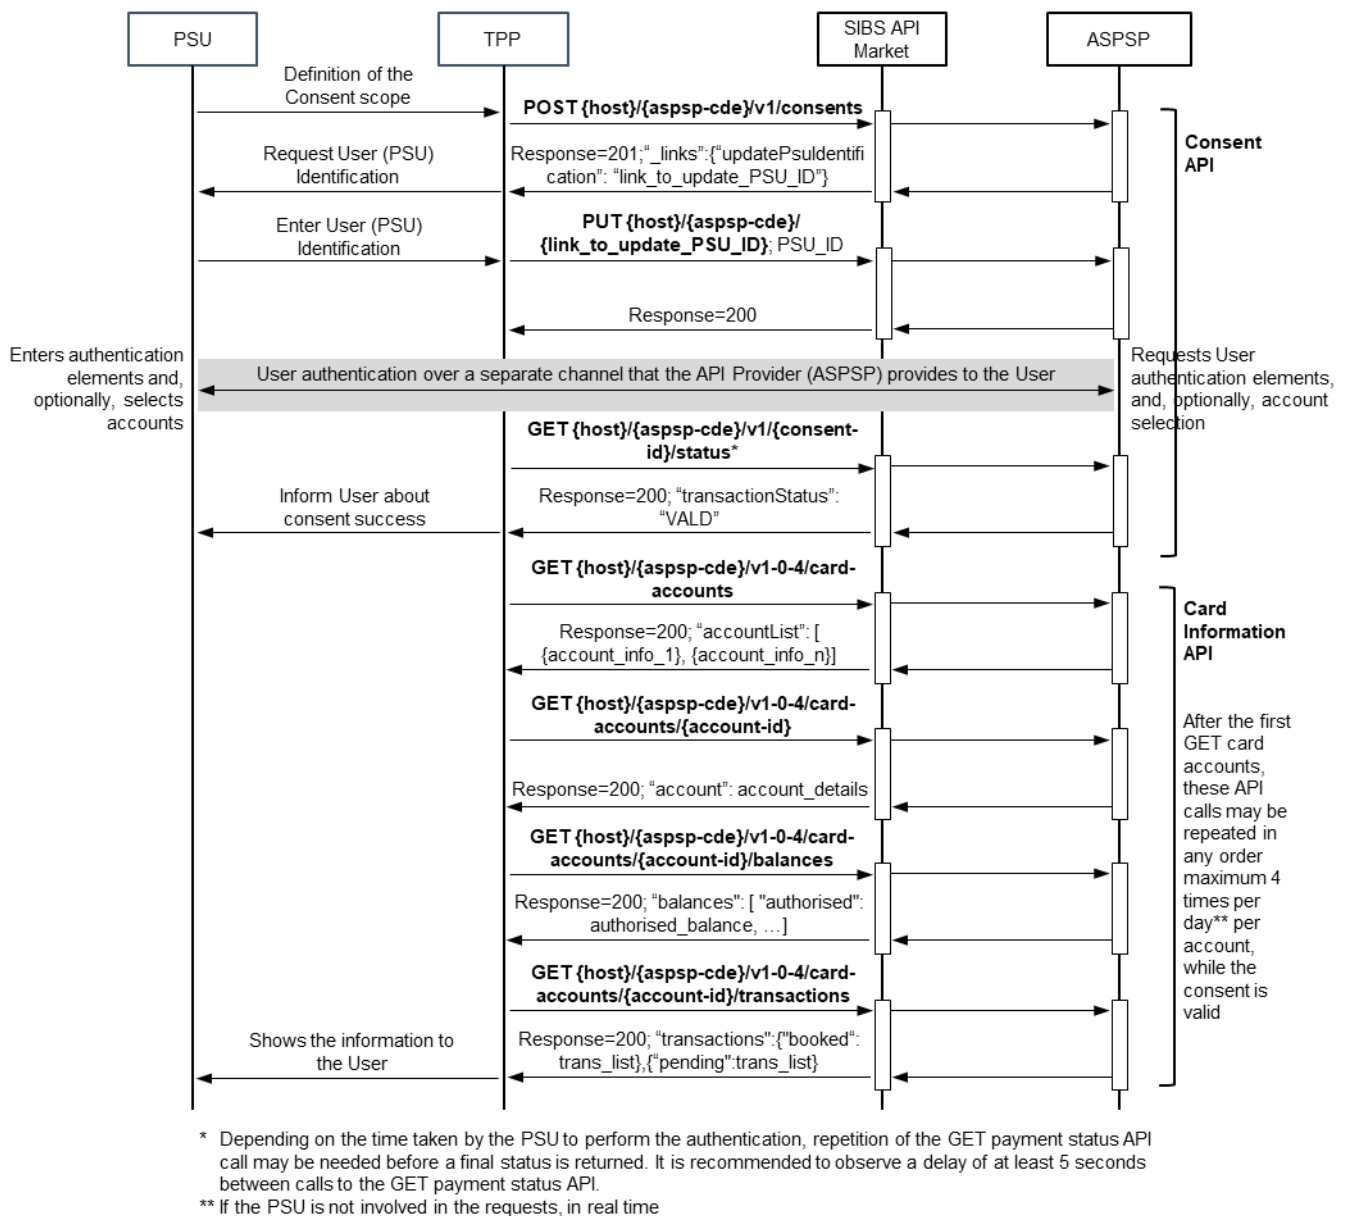 PSU
TPP
SIBS API
Market
ASPSP
Definition of the
Consent scope
POST {host}/{aspsp-cde}/v1/consents
Consent
API
Request User (PSU)
Identification
Response=201;“_links”:{“updatePsuIdentifi
cation”: “link_to_update_PSU_ID”}
Enter User (PSU)
Identification
PUT {host}/{aspsp-cde}/
{link_to_update_PSU_ID}; PSU_ID
Response=200
Enters authentication
elements and,
optionally, selects
accounts
User authentication over a separate channel that the API Provider (ASPSP) provides to the User
Requests User
authentication elements,
and, optionally, account
selection
GET {host}/{aspsp-cde}/v1/{consent-
id}/status*
Inform User about
consent success
Response=200; “transactionStatus”:
“VALD”
GET {host}/{aspsp-cde}/v1-0-4/card-
accounts
Card
Information
API
Response=200; “accountList”: [
{account_info_1}, {account_info_n}]
GET {host}/{aspsp-cde}/v1-0-4/card-
accounts/{account-id}
Response=200; “account”: account_details
After the first
GET card
accounts,
these API
calls may be
repeated in
any order
maximum 4
times per
day** per
account,
while the
consent is
valid
GET {host}/{aspsp-cde}/v1-0-4/card-
accounts/{account-id}/balances
Response=200; “balances": [ "authorised":
authorised_balance, …]
GET {host}/{aspsp-cde}/v1-0-4/card-
accounts/{account-id}/transactions
Shows the information to
the User
Response=200; “transactions":{"booked“:
trans_list},{“pending":trans_list}
* Depending on the time taken by the PSU to perform the authentication, repetition of the GET payment status API
call may be needed before a final status is returned. It is recommended to observe a delay of at least 5 seconds
between calls to the GET payment status API.
** If the PSU is not involved in the requests, in real time